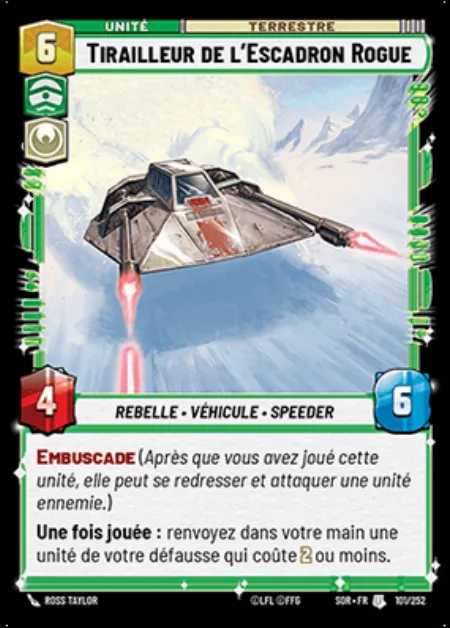 UNITÉ
TERRESTRE
6
TIRAILLEUR DE L'ESCADRON ROGUE
4
REBELLE • VÉHICULE • SPEEDER
6
EMBUSCADE (Après que vous avez joué cette
unité, elle peut se redresser et attaquer une unité
ennemie.)
Une fois jouée : renvoyez dans votre main une
unité de votre défausse qui coûte 2 ou moins.
ROSS TAYLOR
©LFL ©FFG
SOR • FR
101/252